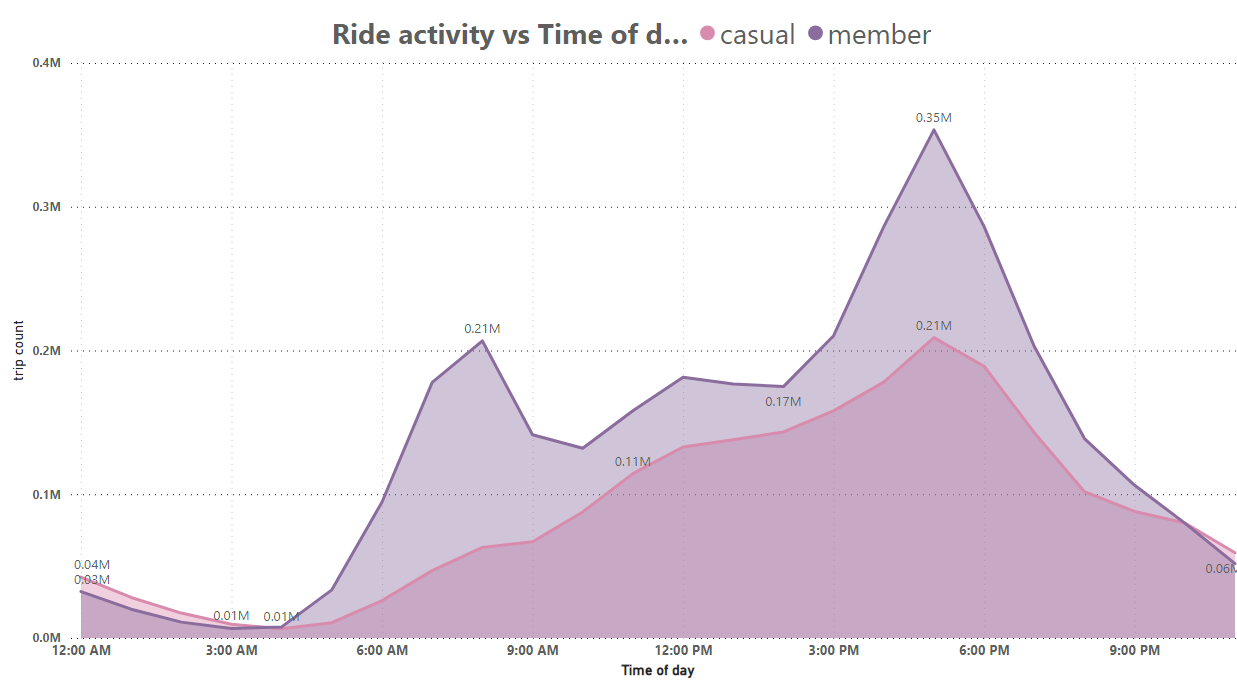 Ride activity vs Time of d... casual member
0.4M
0.35M
0.3M
0.21M
0.21M
0.2M
trip count
0.17M
0.11M
0.1M
0.04M
0.03M
0.06M
0.01M 0.01M
0.0M
12:00 AM 3:00 AM 6:00 AM 9:00 AM 12:00 PM 3:00 PM 6:00 PM 9:00 PM
Time of day